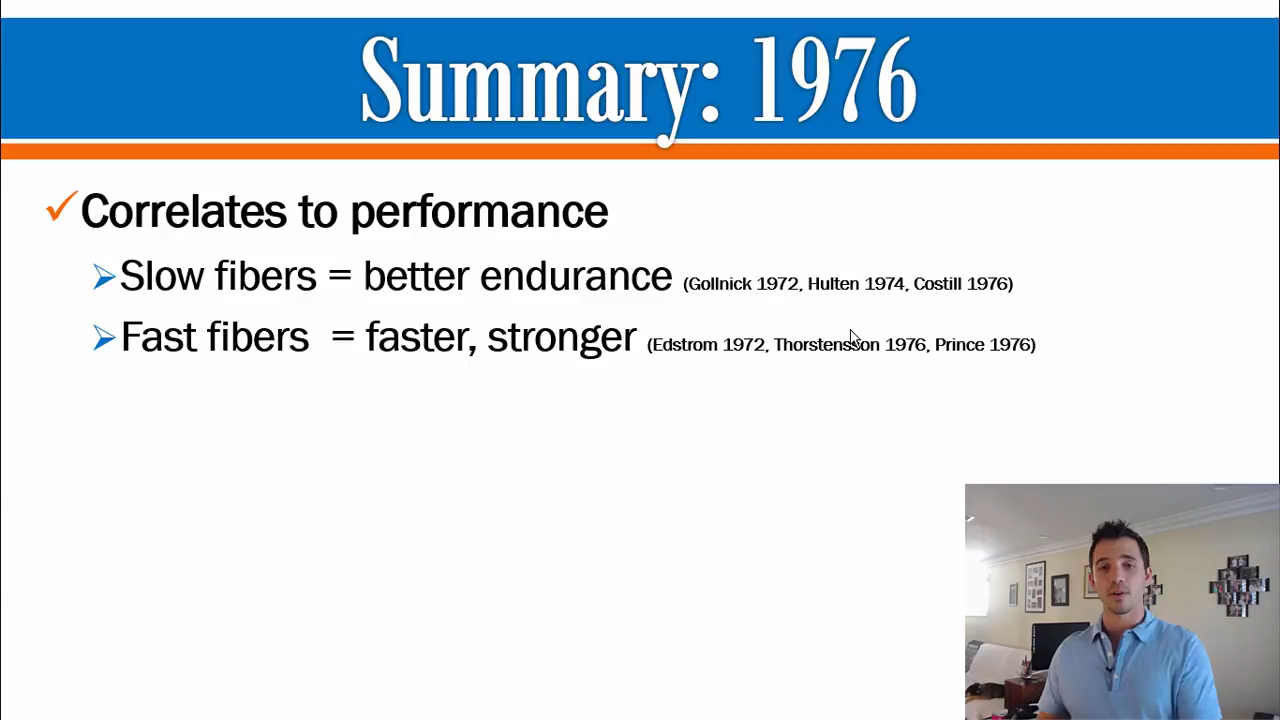 Summary: 1976
Correlates to performance
Slow fibers = better endurance (Gollnick 1972, Hulten 1974, Costill 1976)
Fast fibers = faster, stronger (Edstrom 1972, Thorstensson 1976, Prince 1976)